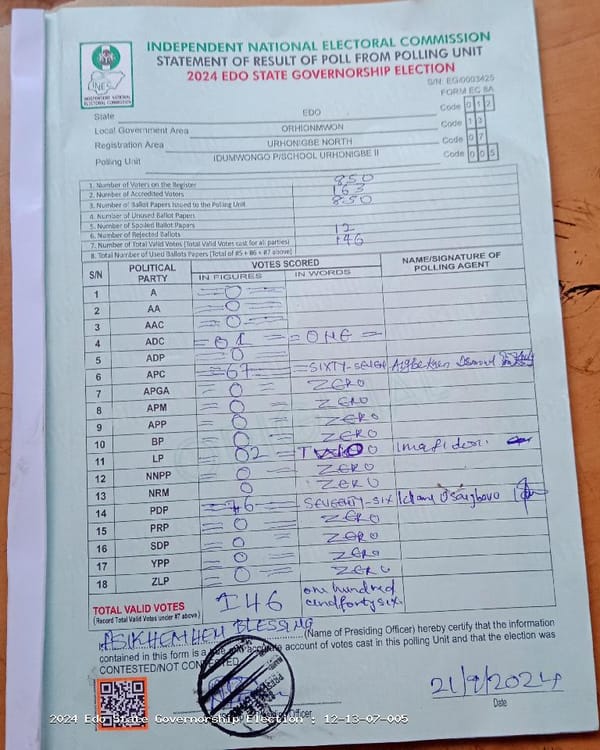 INDEPENDENT NATIONAL ELECTORAL COMMISSION
STATEMENT OF RESULT OF POLL FROM POLLING UNIT
2024 EDO STATE GOVERNORSHIP ELECTION
INEC
INDEPENDENT NATIONAL
ELECTORAL COMMISSION
S/N: EG/0003425
FORM EC 8A
State EDO Code 0 1 2
Local Government Area ORHIONMWON Code 1 3
Registration Area URHONIGBE NORTH Code 0 7
Polling Unit IDUMWONGO P/SCHOOL URHONIGBE II Code 0 0 5
1. Number of Voters on the Register 850
2. Number of Accredited Voters 163
3. Number of Ballot Papers Issued to the Polling Unit 850
4. Number of Unused Ballot Papers
5. Number of Spoiled Ballot Papers
6. Number of Rejected Ballots 12
7. Number of Total Valid Votes (Total Valid Votes cast for all parties) 146
8. Total Number of Used Ballots Papers (Total of #5 + #6 + #7 above)
S/N POLITICAL PARTY VOTES SCORED NAME/SIGNATURE OF POLLING AGENT
IN FIGURES IN WORDS
1 A =0=
2 AA =0=
3 AAC =0=
4 ADC =01= =ONE=
5 ADP =0=
6 APC =67= =SIXTY-SEVEN
7 APGA =0= ZERO
8 APM =0= ZERO
9 APP =0= ZERO
10 BP =0= ZERO
11 LP =02= Imafidon
12 NNPP =0= ZERO
13 NRM 0 ZERO
14 PDP =76= SEVENTY-SIX
15 PRP =0= ZERO
16 SDP =0= ZERO
17 YPP =0= ZERO
18 ZLP =0= ZERO
TOTAL VALID VOTES 146 one hundred and forty six
(Record Total Valid Votes under #7 above)
ASIKHEMHEN BLESSING
(Name of Presiding Officer) hereby certify that the information
contained in this form is a true and accurate account of votes cast in this polling Unit and that the election was
CONTESTED/NOT CONTESTED
21/9/2024
Date
2024 Edo State Governorship Election : 12-13-07-005